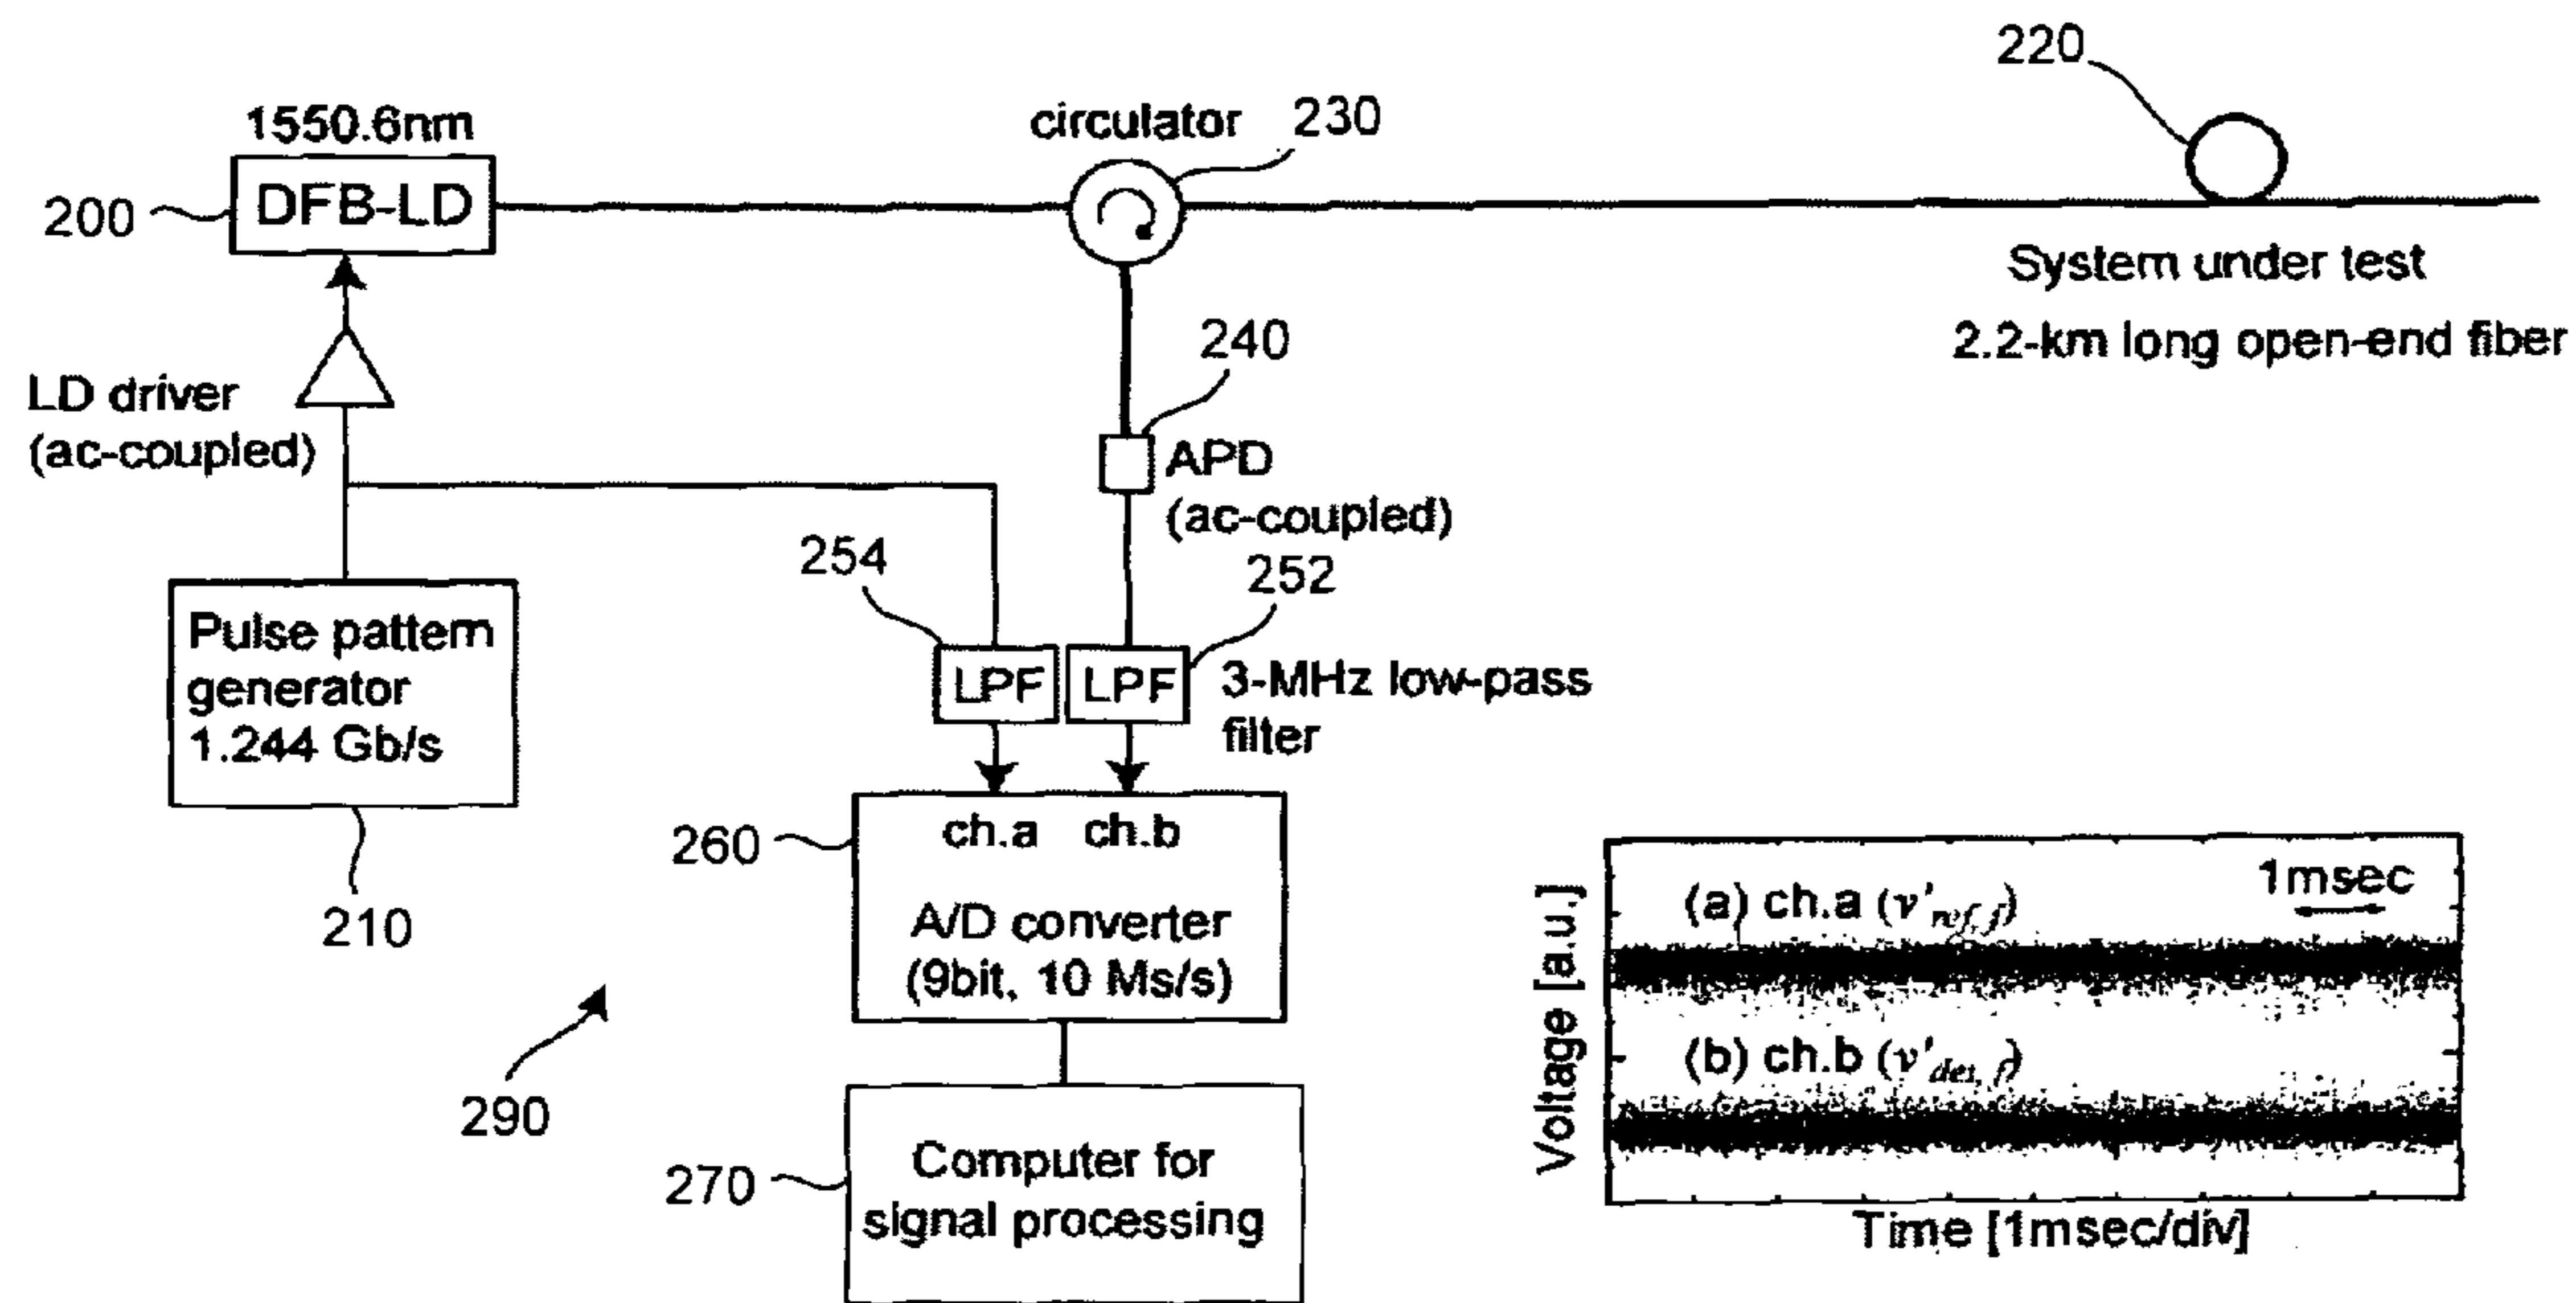 220
1550.6nm
circulator 230
200 DFB-LD
System under test
2.2-km long open-end fiber
240
LD driver
(ac-coupled)
APD
(ac-coupled)
254
252
Pulse pattern
generator
1.244 Gb/s
LPF LPF
3-MHz low-pass
filter
210
260
ch.a ch.b
A/D converter
(9bit, 10 Ms/s)
290
270
Computer for
signal processing
Voltage [a.u.]
1msec
(a) ch.a (v'ref, f)
(b) ch.b (v'det, f)
Time [1msec/div]